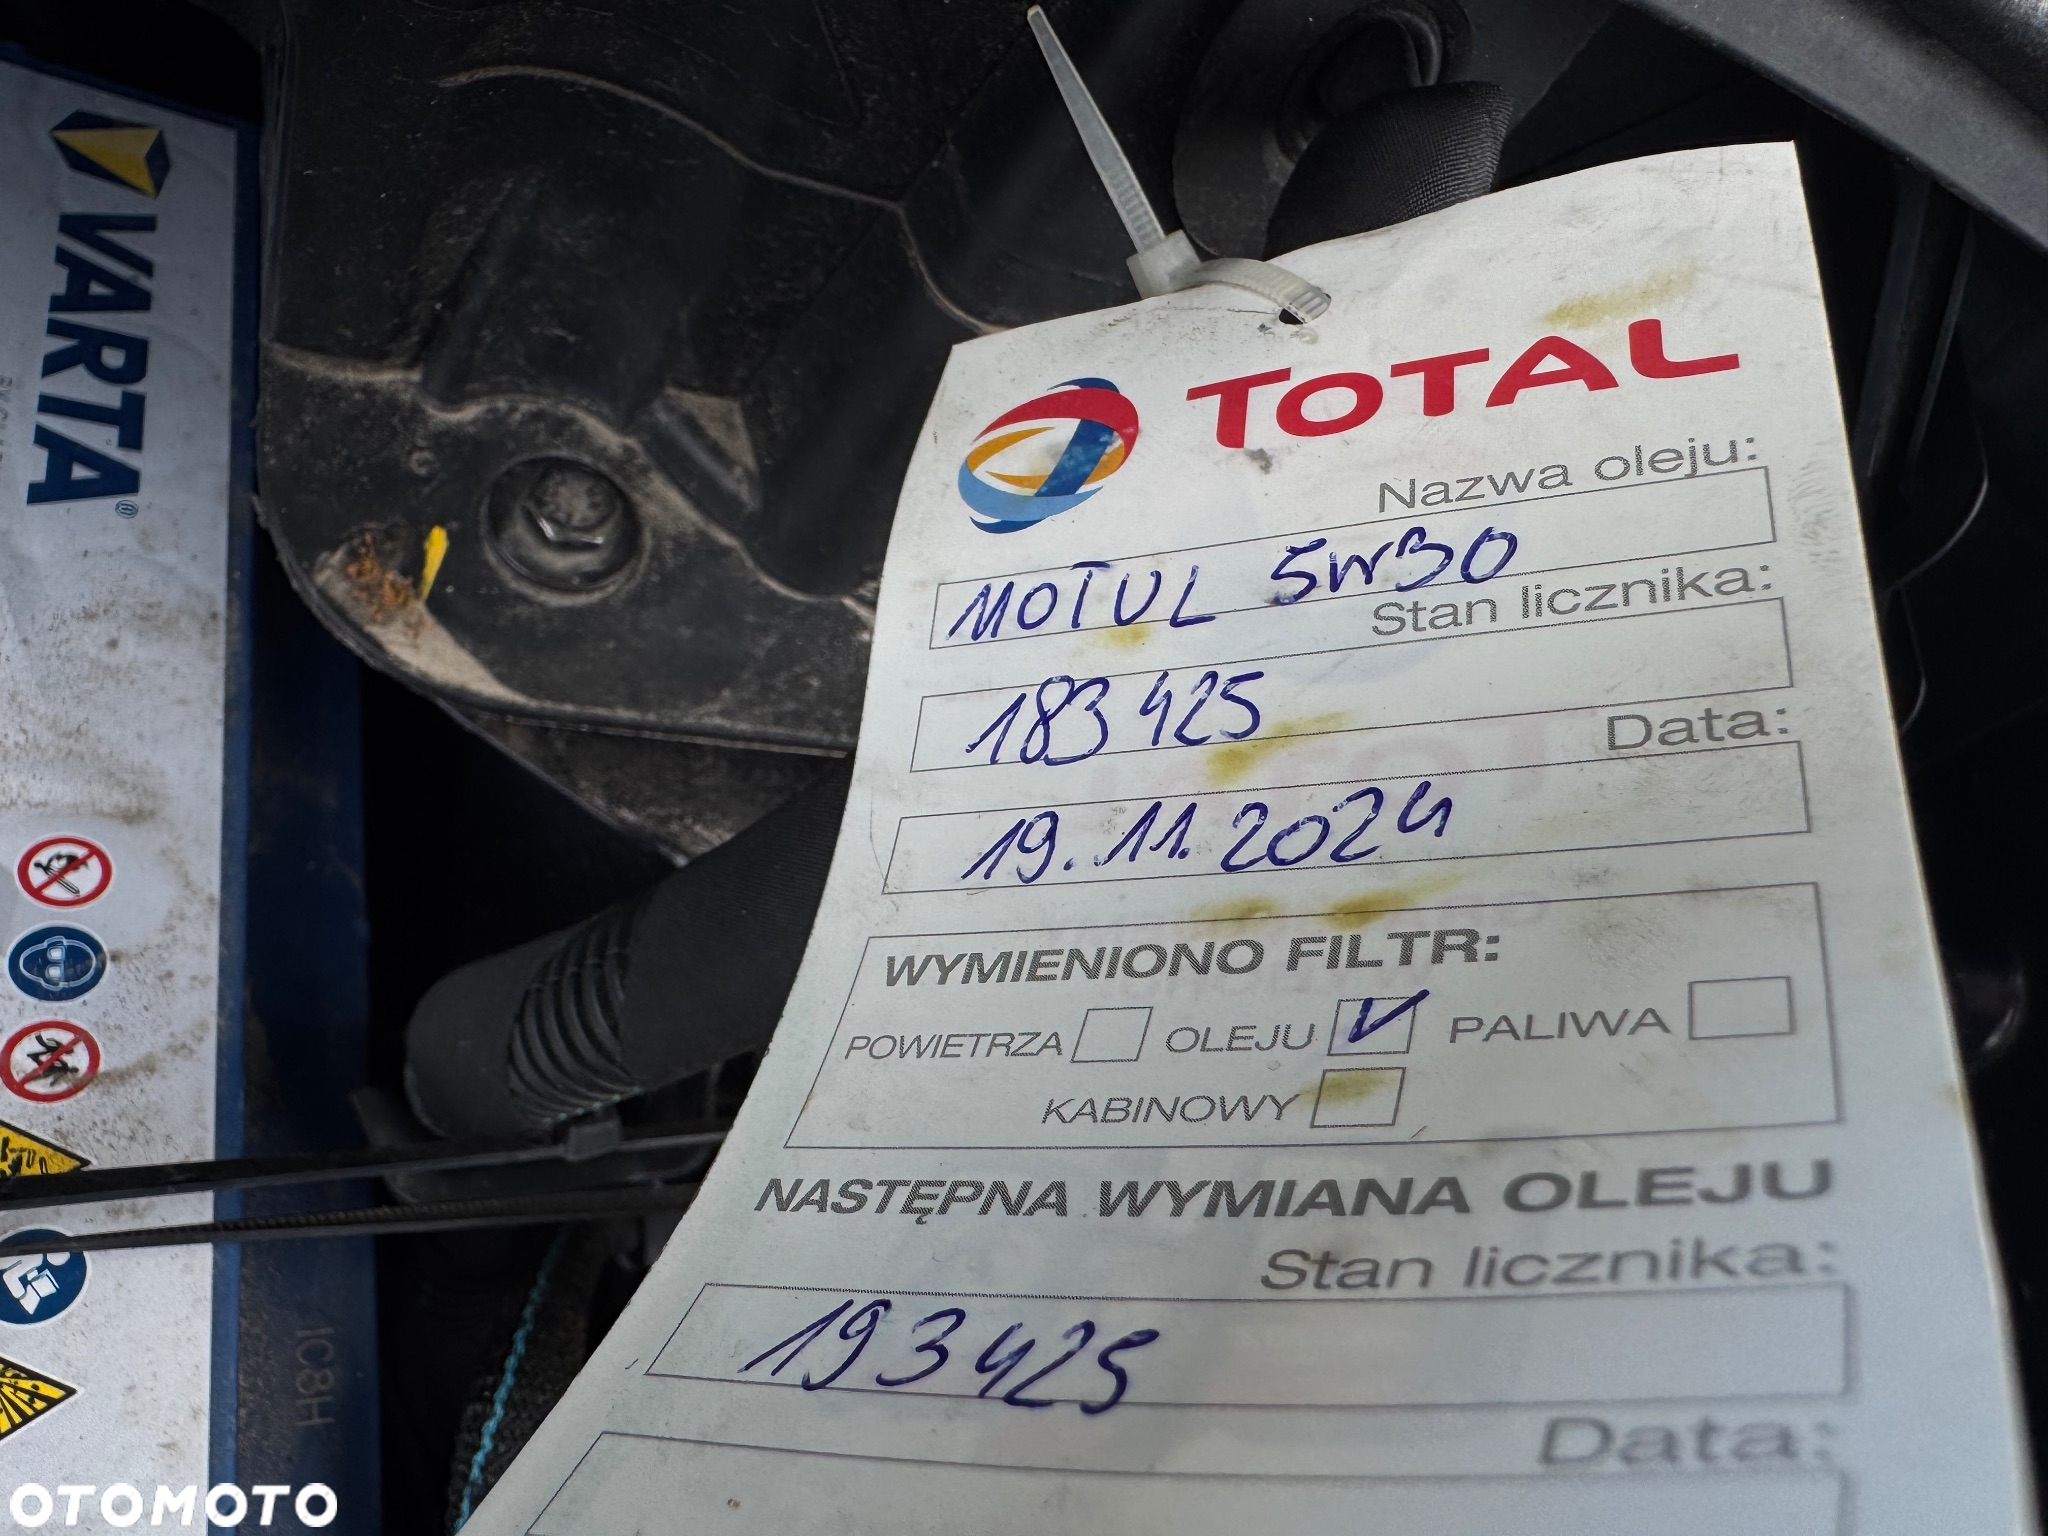 VARTA
TOTAL
Nazwa oleju:
MOTUL 5W30
Stan licznika:
183425
Data:
19.11.2024
WYMIENIONO FILTR:
POWIETRZA OLEJU PALIWA
KABINOWY
NASTĘPNA WYMIANA OLEJU
Stan licznika:
193425
Data:
OTOMOTO